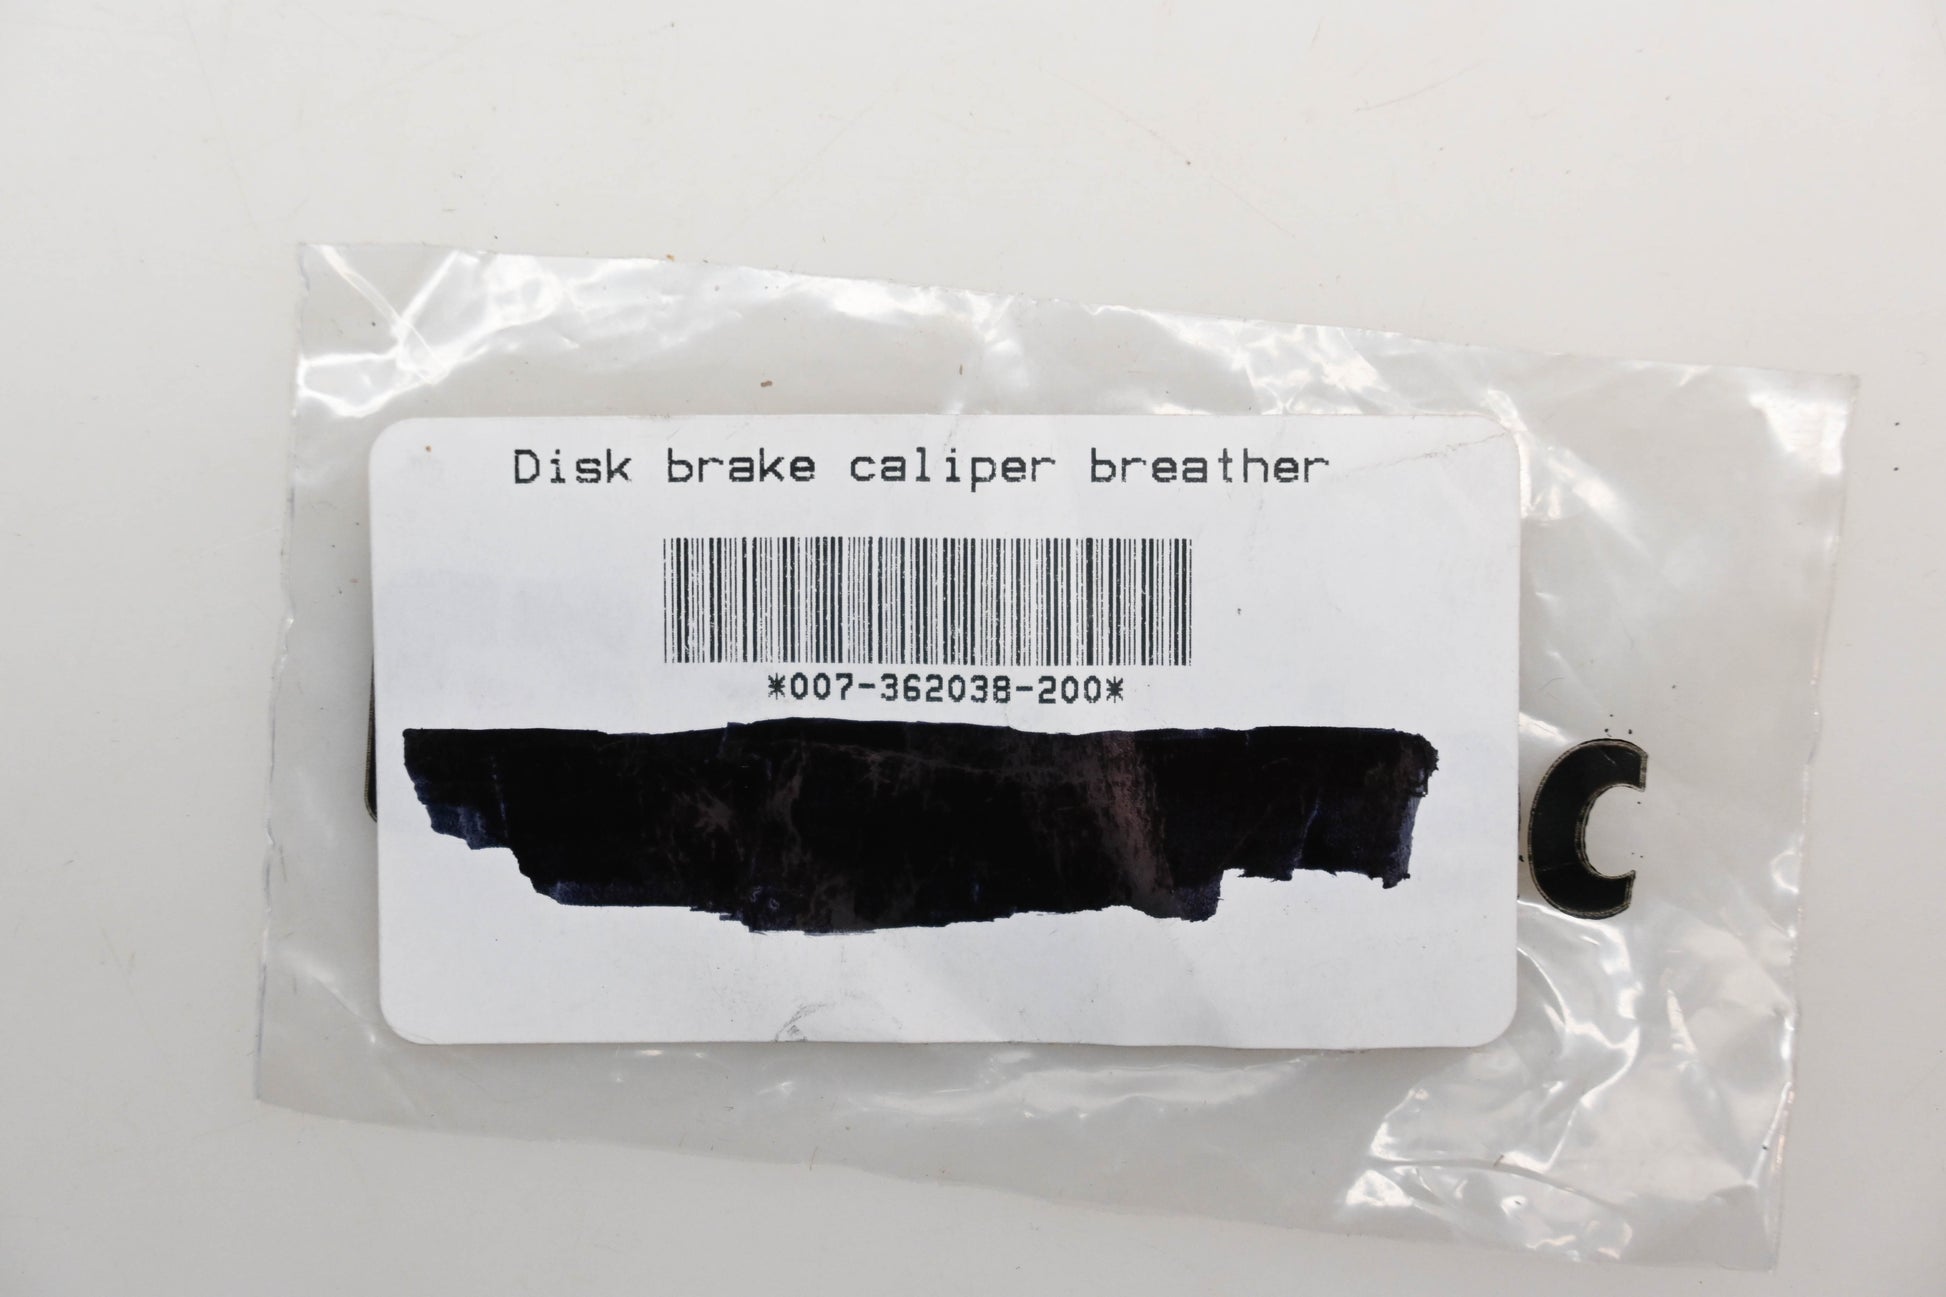 Disk brake caliper breather
*007-362038-200*
C